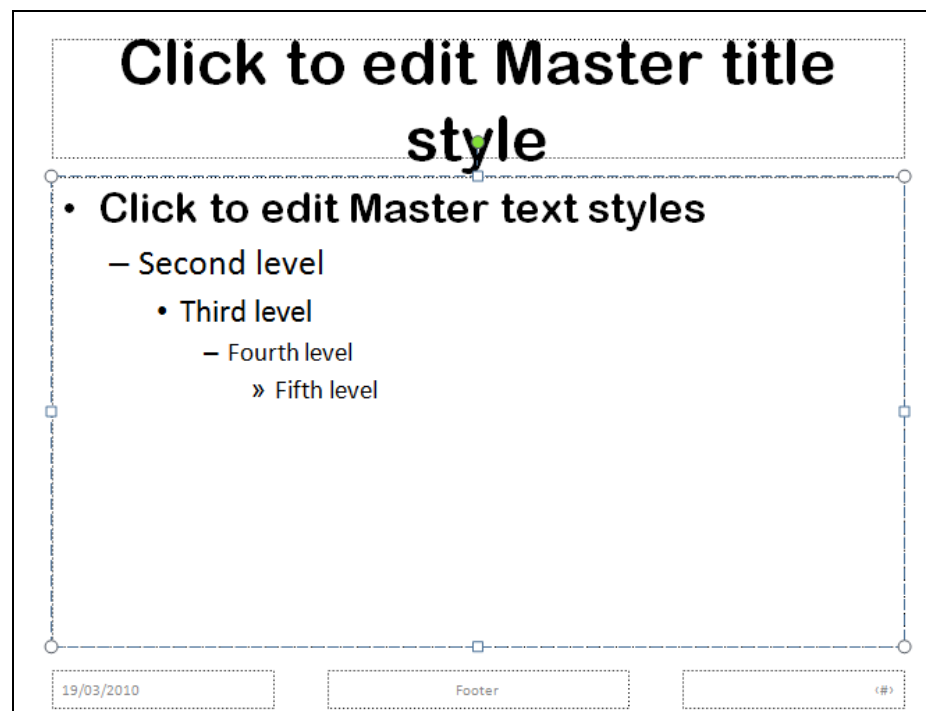 Click to edit Master title
style
• Click to edit Master text styles
– Second level
• Third level
– Fourth level
» Fifth level
19/03/2010
Footer
‹#›